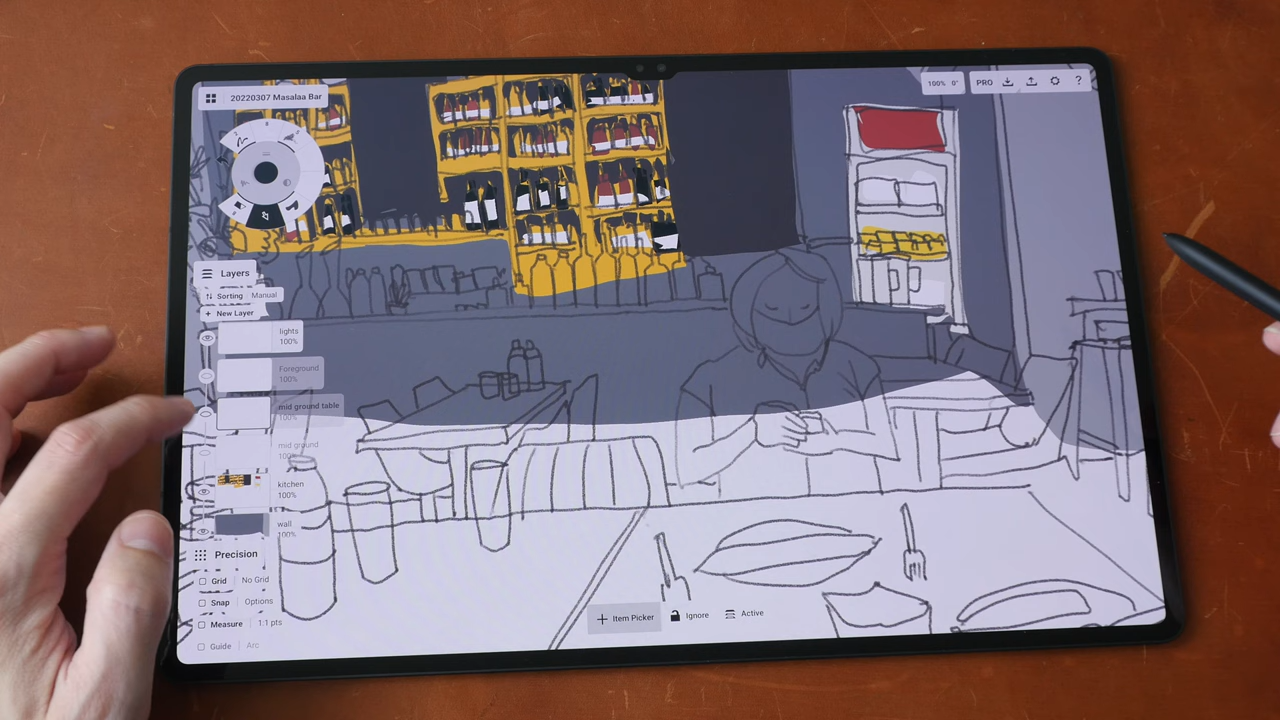 20220307 Masalaa Bar
100% 0°
PRO
?
Layers
Sorting Manual
+ New Layer
lights
100%
Foreground
100%
mid ground table
100%
mid ground
100%
kitchen
100%
wall
100%
Precision
Grid No Grid
Snap Options
Measure 1:1 pts
Guide Arc
+ Item Picker
Ignore
Active